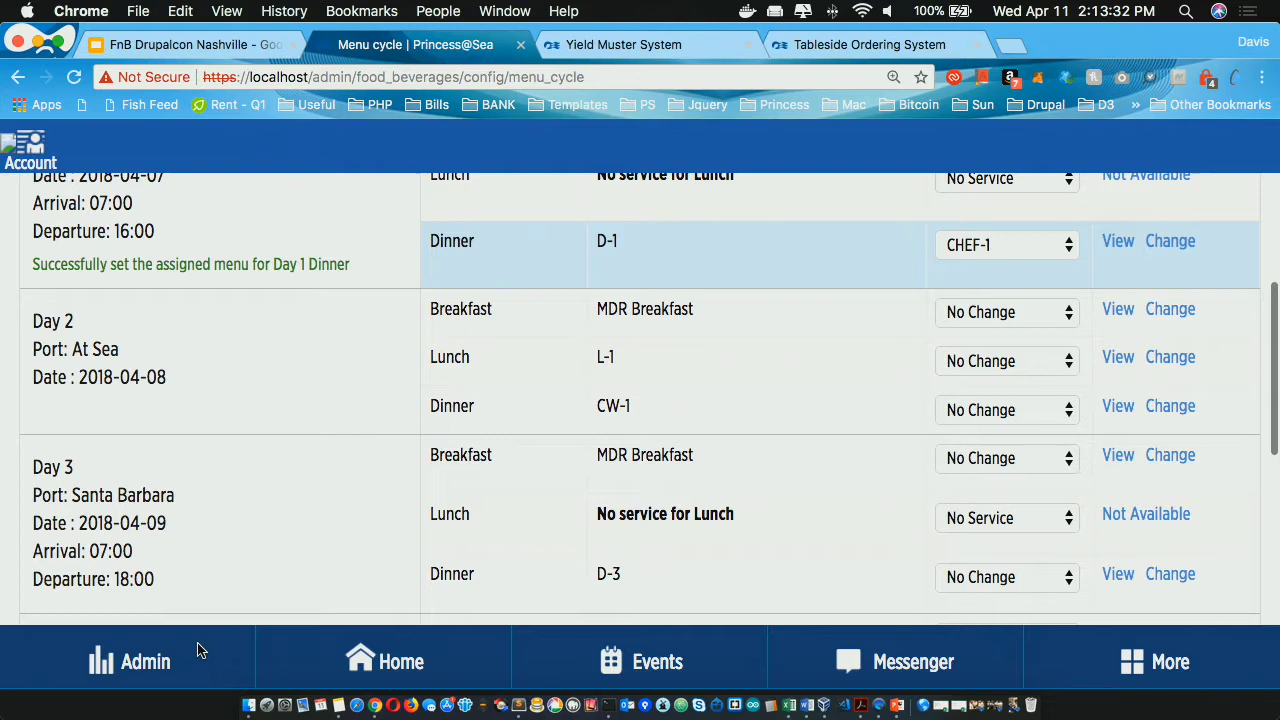 Chrome File Edit View History Bookmarks People Window Help 100% Wed Apr 11 2:13:32 PM
FnB Drupalcon Nashville - Goo Menu cycle | Princess@Sea Yield Muster System Tableside Ordering System Davis
Not Secure https://localhost/admin/food_beverages/config/menu_cycle
Apps Fish Feed Rent - Q1 Useful PHP Bills BANK Templates PS Jquery Princess Mac Bitcoin Sun Drupal D3 » Other Bookmarks
Account
Date : 2018-04-07 Lunch No service for Lunch No Service Not Available
Arrival: 07:00
Departure: 16:00 Dinner D-1 CHEF-1 View Change
Successfully set the assigned menu for Day 1 Dinner
Day 2 Breakfast MDR Breakfast No Change View Change
Port: At Sea Lunch L-1 No Change View Change
Date : 2018-04-08 Dinner CW-1 No Change View Change
Day 3 Breakfast MDR Breakfast No Change View Change
Port: Santa Barbara
Date : 2018-04-09 Lunch No service for Lunch No Service Not Available
Arrival: 07:00
Departure: 18:00 Dinner D-3 No Change View Change
Admin Home Events Messenger More